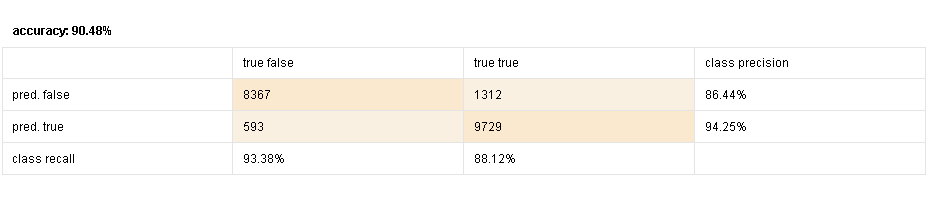 accuracy: 90.48%
true false true true class precision
pred. false 8367 1312 86.44%
pred. true 593 9729 94.25%
class recall 93.38% 88.12%